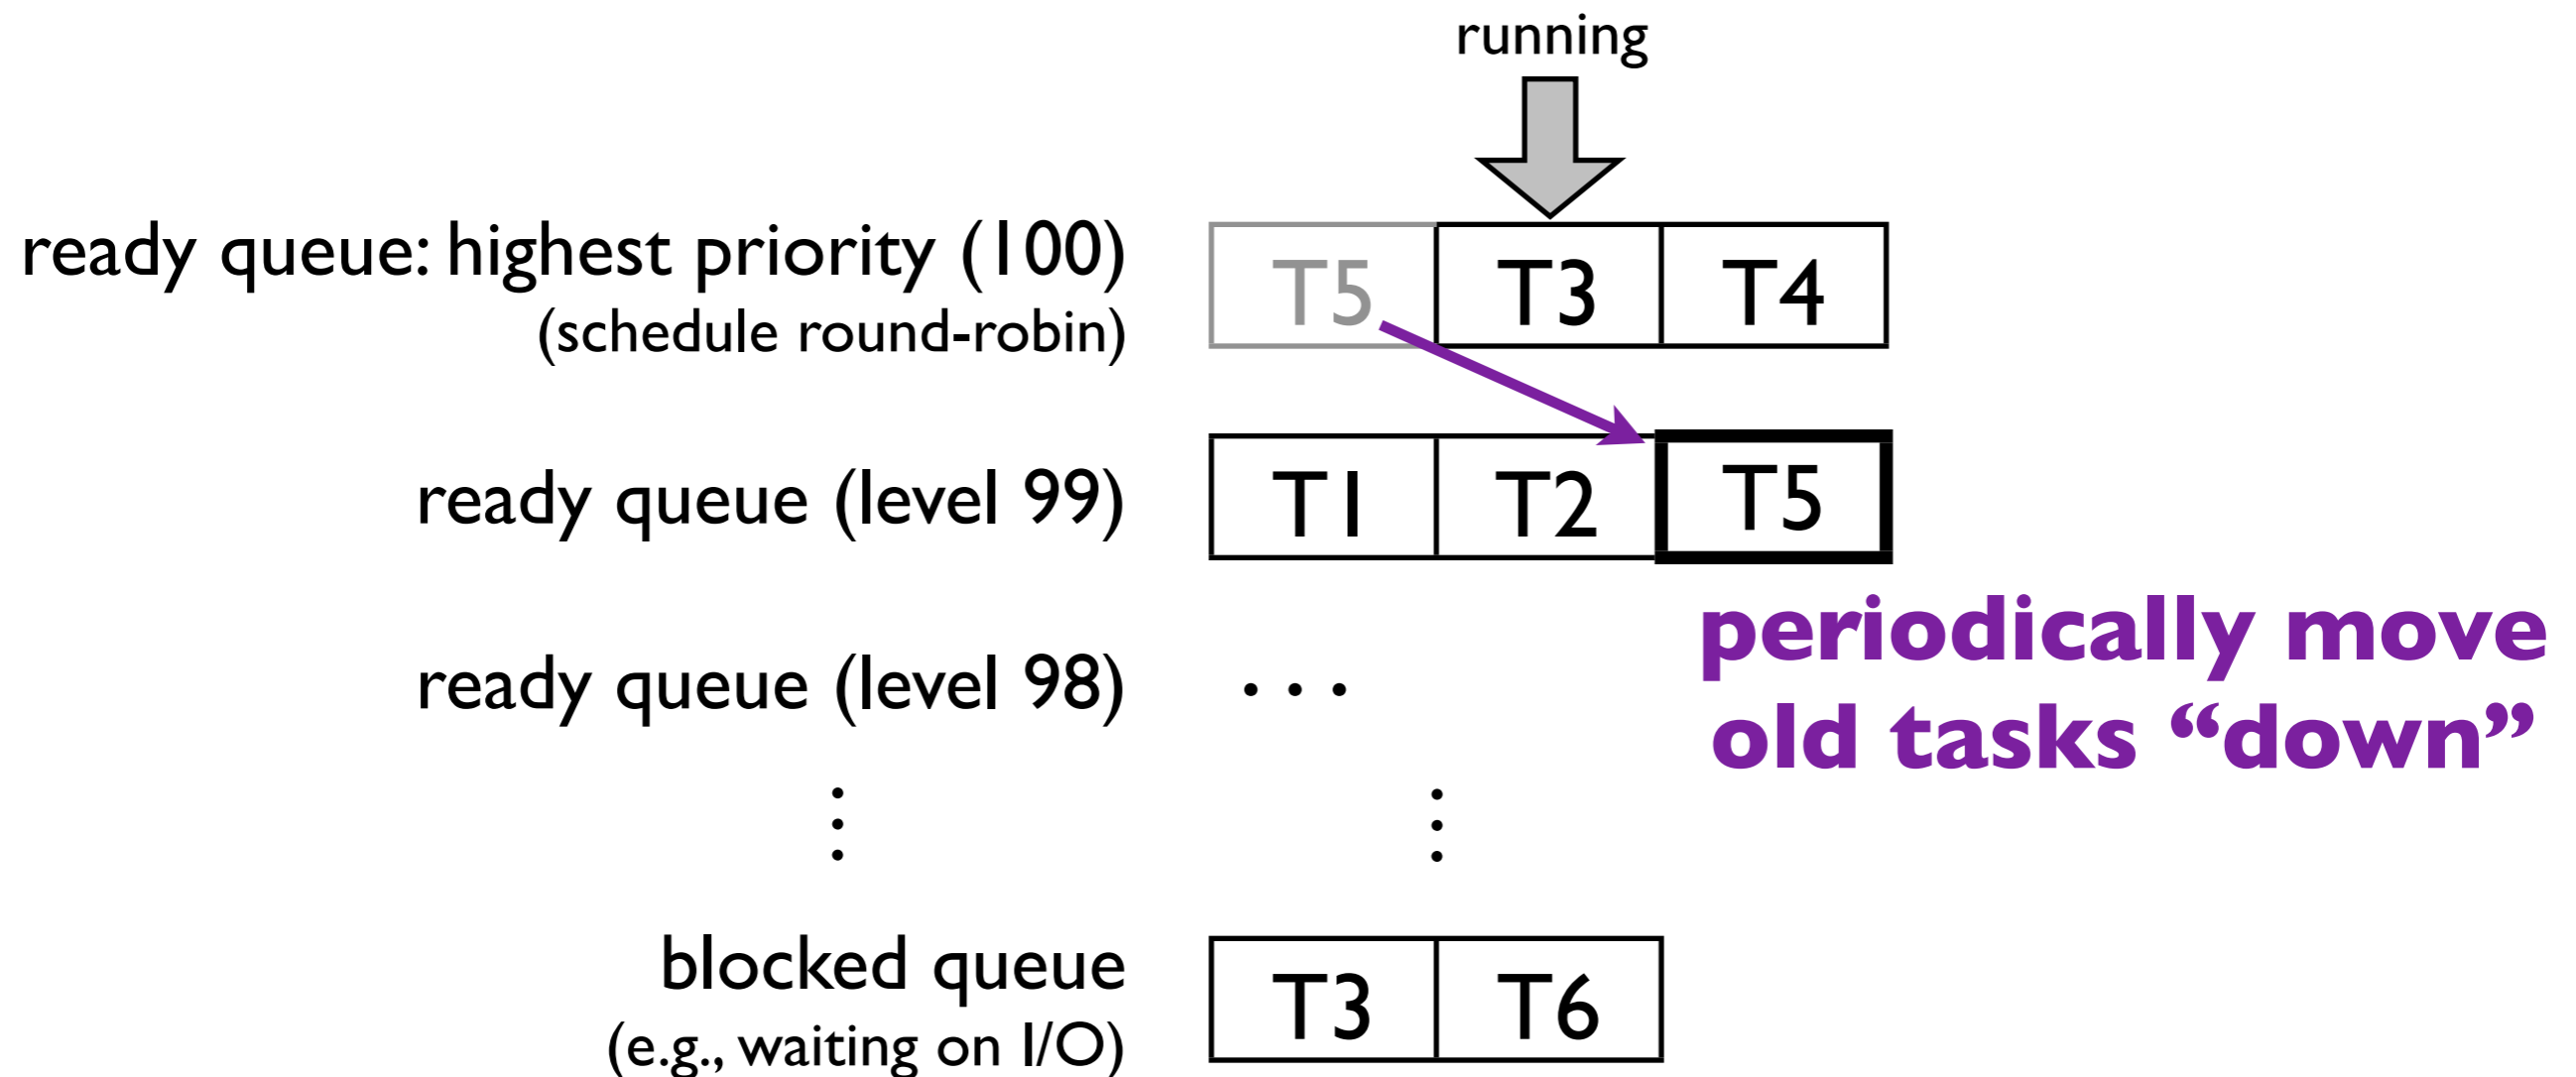 running
ready queue: highest priority (100)
(schedule round-robin)
T5 T3 T4
ready queue (level 99)
T1 T2 T5
ready queue (level 98)
. . .
periodically move
old tasks “down”
blocked queue
(e.g., waiting on I/O)
T3 T6